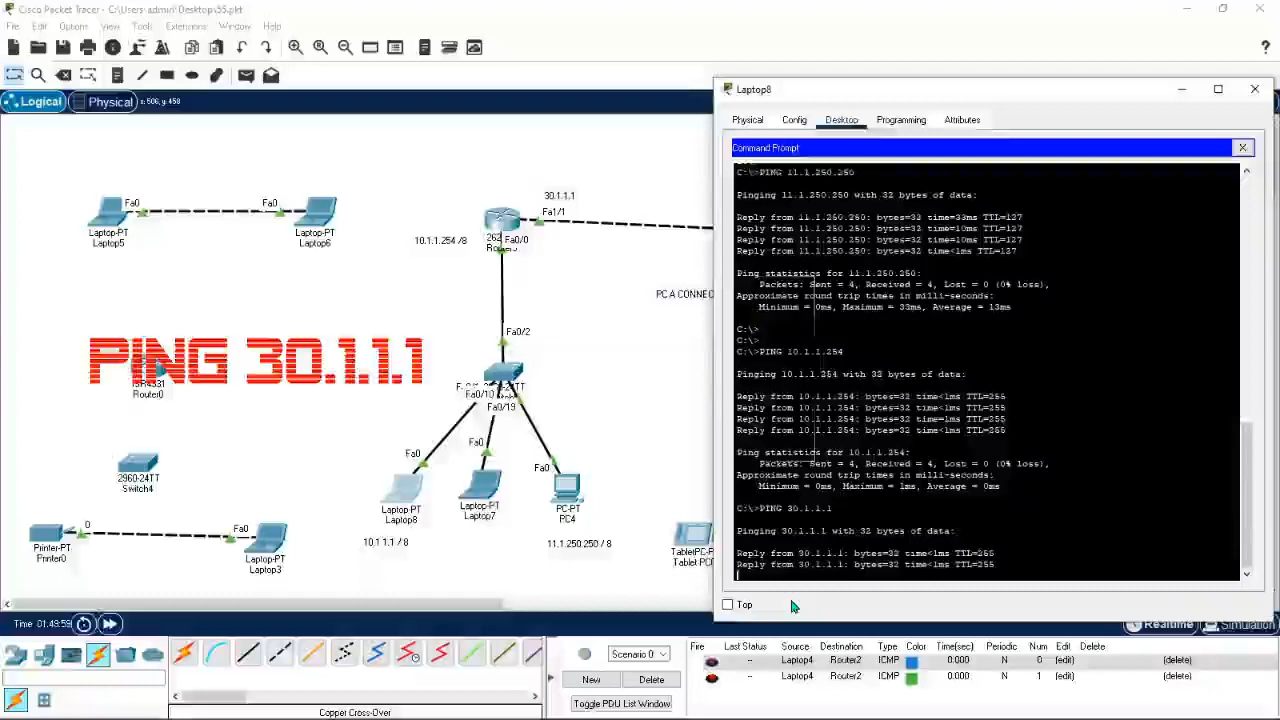 Cisco Packet Tracer - C:\Users\admin\Desktop\55.pkt
File Edit Options View Tools Extensions Window Help
Logical Physical x: 506, y: 458
Laptop8
Physical Config Desktop Programming Attributes
Command Prompt
C:\>PING 11.1.250.250
Pinging 11.1.250.250 with 32 bytes of data:
Reply from 11.1.250.250: bytes=32 time=33ms TTL=127
Reply from 11.1.250.250: bytes=32 time=10ms TTL=127
Reply from 11.1.250.250: bytes=32 time=10ms TTL=127
Reply from 11.1.250.250: bytes=32 time<1ms TTL=127
Ping statistics for 11.1.250.250:
Packets: Sent = 4, Received = 4, Lost = 0 (0% loss),
Approximate round trip times in milli-seconds:
Minimum = 0ms, Maximum = 33ms, Average = 13ms
C:\>
C:\>
C:\>PING 10.1.1.254
Pinging 10.1.1.254 with 32 bytes of data:
Reply from 10.1.1.254: bytes=32 time<1ms TTL=255
Reply from 10.1.1.254: bytes=32 time<1ms TTL=255
Reply from 10.1.1.254: bytes=32 time=1ms TTL=255
Reply from 10.1.1.254: bytes=32 time<1ms TTL=255
Ping statistics for 10.1.1.254:
Packets: Sent = 4, Received = 4, Lost = 0 (0% loss),
Approximate round trip times in milli-seconds:
Minimum = 0ms, Maximum = 1ms, Average = 0ms
C:\>PING 30.1.1.1
Pinging 30.1.1.1 with 32 bytes of data:
Reply from 30.1.1.1: bytes=32 time<1ms TTL=255
Reply from 30.1.1.1: bytes=32 time<1ms TTL=255
Top
Fa0
Fa0
Laptop-PT
Laptop5
Laptop-PT
Laptop6
30.1.1.1
Fa1/1
10.1.1.254 /8
Fa0/0
PC A CONNEC
PING 30.1.1.1
ISR4331
Router0
Fa0/2
Fa0/10
Fa0/19
2960-24TT
Switch4
Fa0
Fa0
Fa0
Laptop-PT
Laptop8
Laptop-PT
Laptop7
PC-PT
PC4
10.1 1.1 / 8
11.1.250.250 / 8
0
Fa0
Printer-PT
Printer0
Laptop-PT
Laptop3
TabletPC-P
Tablet PC
Time: 01:49:59
Realtime Simulation
Scenario 0
New Delete
Toggle PDU List Window
Copper Cross-Over
Fire Last Status Source Destination Type Color Time(sec) Periodic Num Edit Delete
-- Laptop4 Router2 ICMP 0.000 N 0 (edit) (delete)
-- Laptop4 Router2 ICMP 0.000 N 1 (edit) (delete)